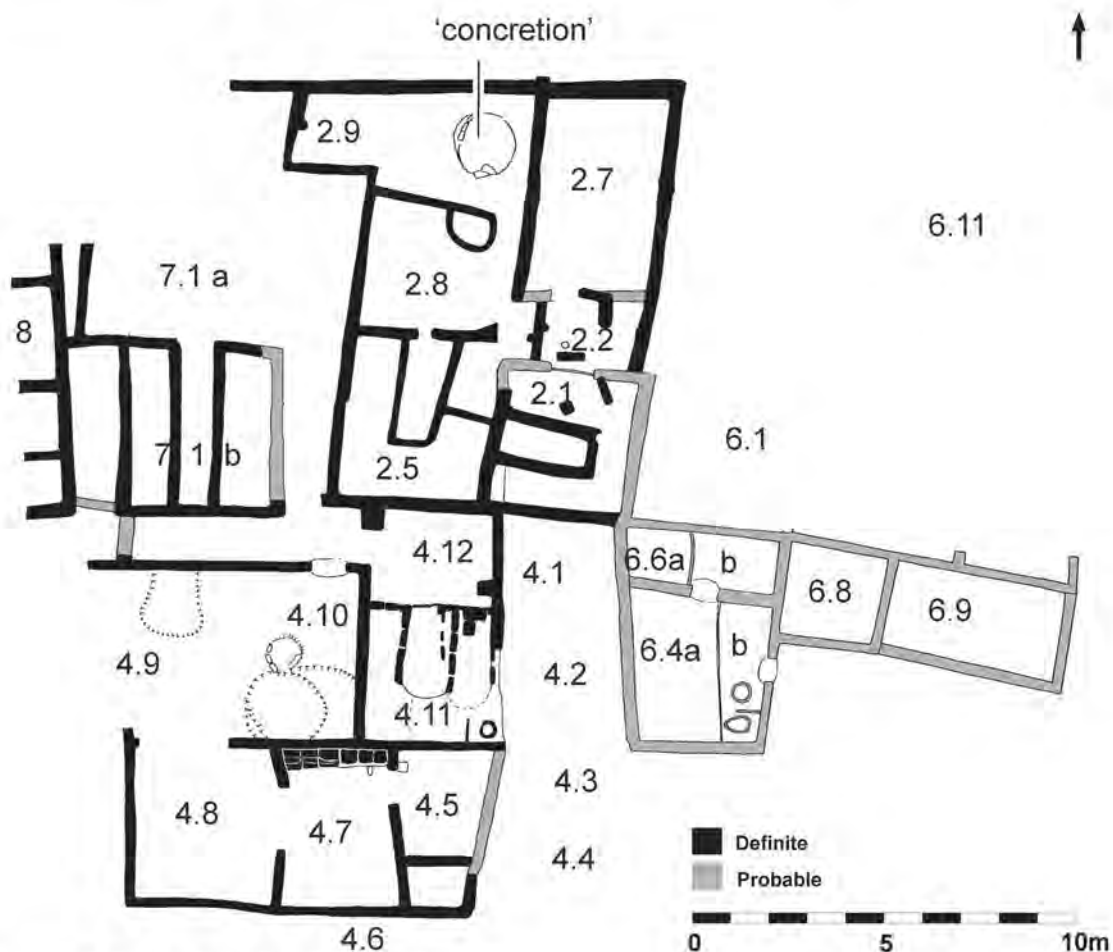 ‘concretion’
2.9
2.7
6.11
7.1 a
2.8
8
2.2
2.1
7 1 b
2.5
6.1
4.12
4.1
6.6a
b
6.8
6.9
4.10
4.9
4.2
6.4a
b
4.11
4.3
4.5
4.8
4.7
4.4
Definite
Probable
4.6
0
5
10m